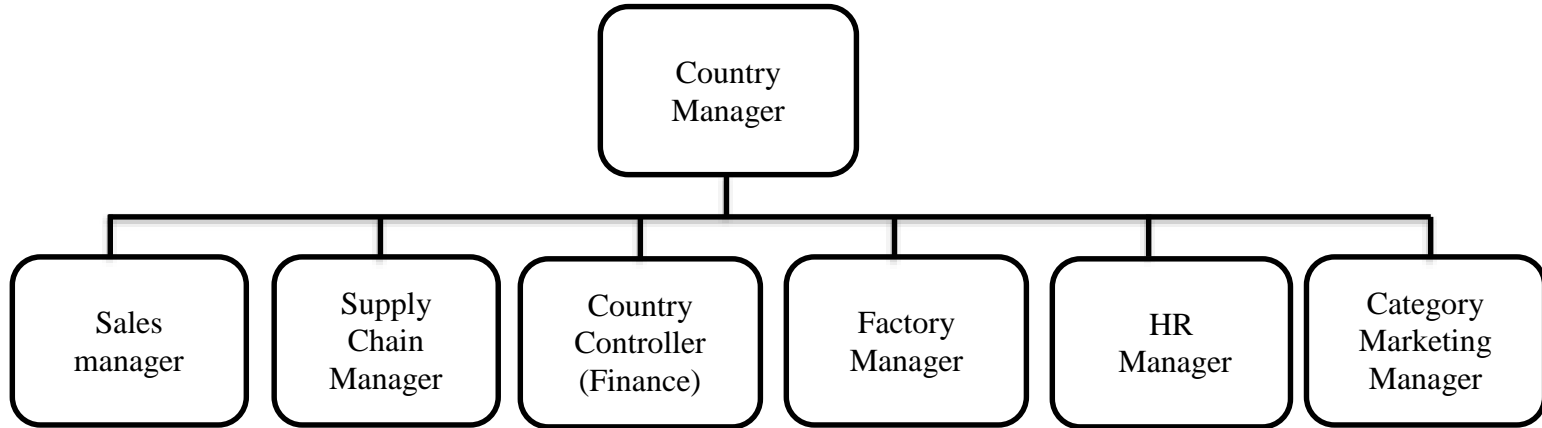 Country
Manager
Sales
manager
Supply
Chain
Manager
Country
Controller
(Finance)
Factory
Manager
HR
Manager
Category
Marketing
Manager